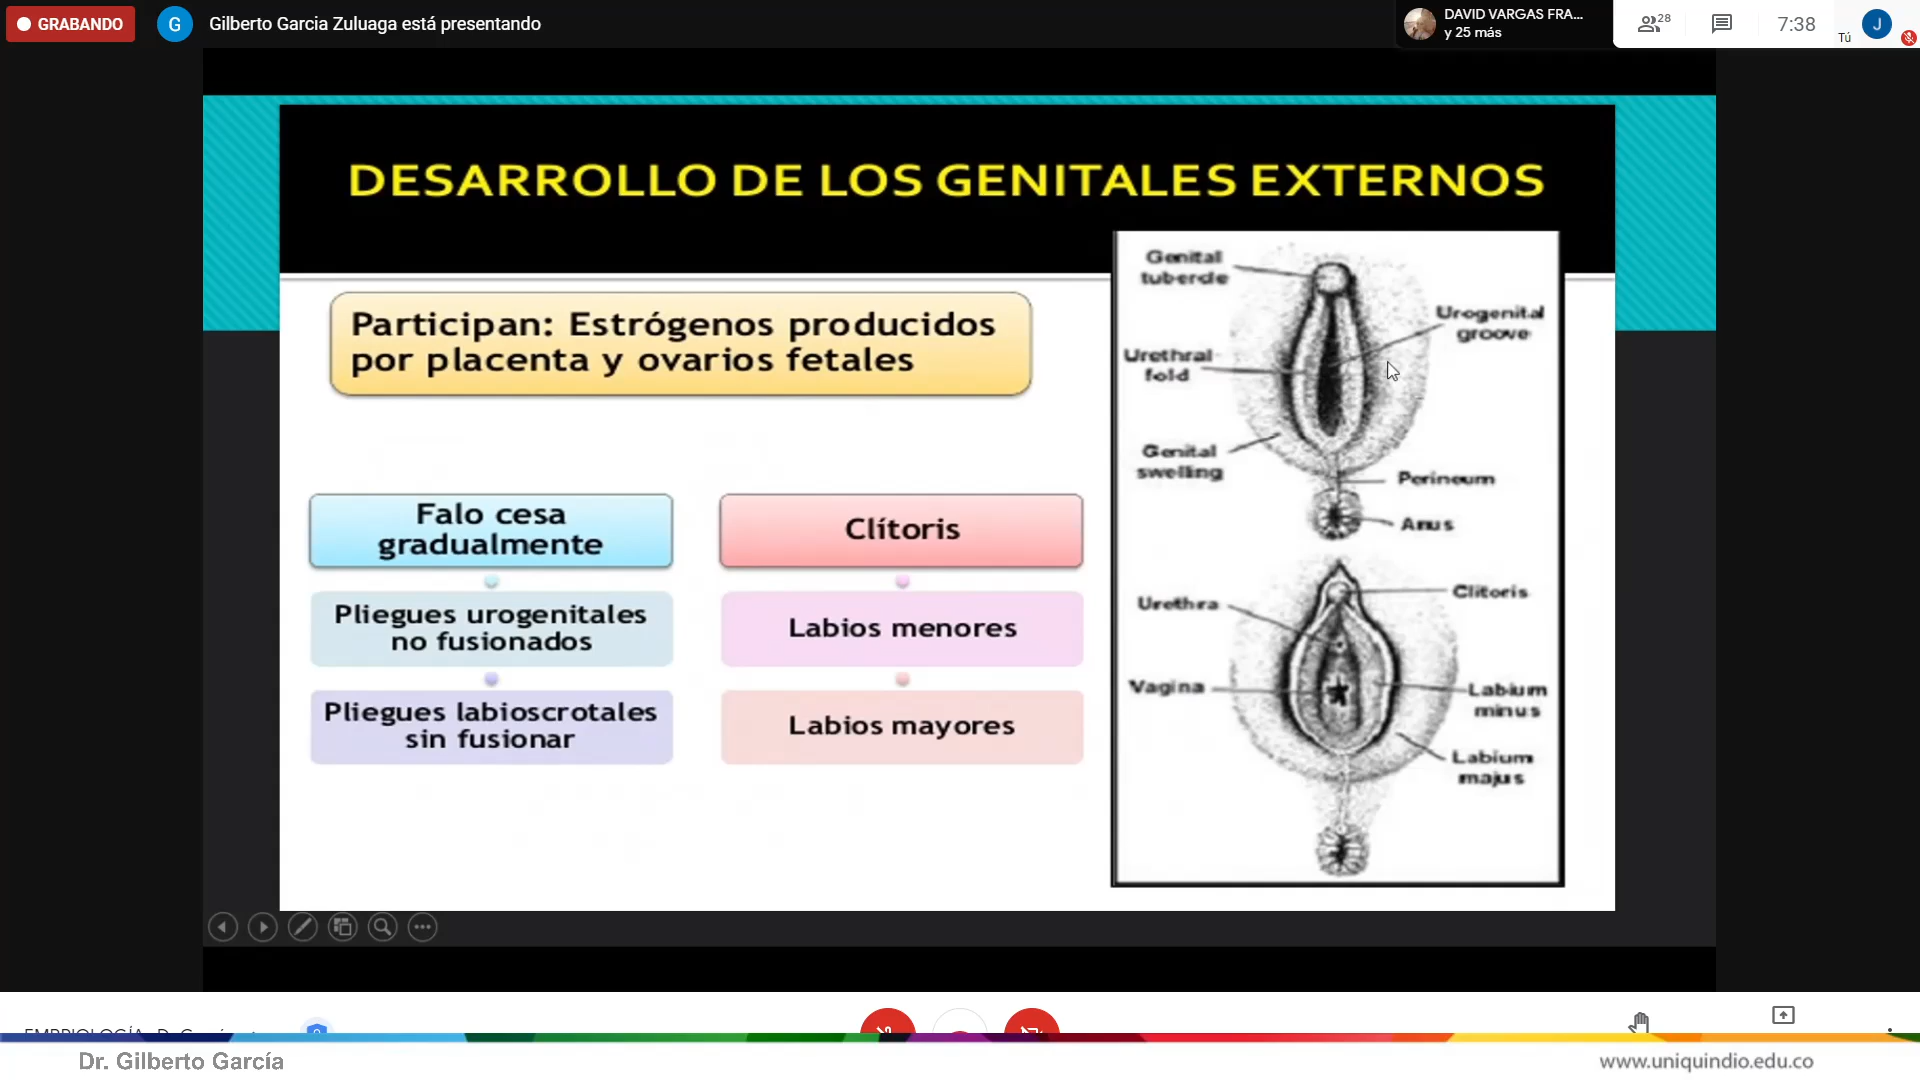 GRABANDO
G
Gilberto Garcia Zuluaga está presentando
DAVID VARGAS FRA...
y 25 más
28
7:38
Tú
J
DESARROLLO DE LOS GENITALES EXTERNOS
Participan: Estrógenos producidos
por placenta y ovarios fetales
Falo cesa
gradualmente
Clítoris
Pliegues urogenitales
no fusionados
Labios menores
Pliegues labioscrotales
sin fusionar
Labios mayores
Genital
tubercle
Urogenital
groove
Urethral
fold
Genital
swelling
Perineum
Anus
Clitoris
Urethra
Vagina
Labium
minus
Labium
majus
Dr. Gilberto García
www.uniquindio.edu.co